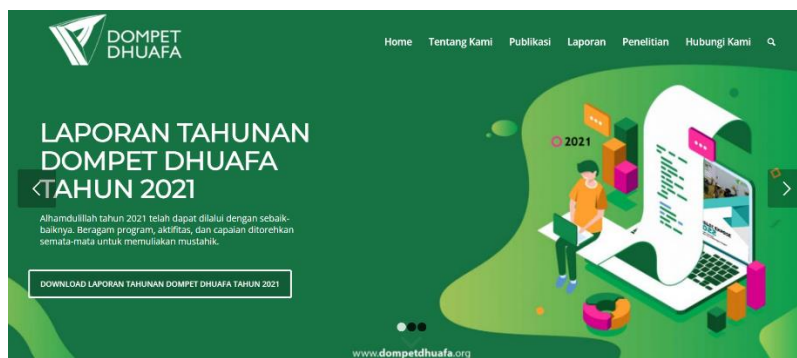 DOMPET
DHUAFA
Home Tentang Kami Publikasi Laporan Penelitian Hubungi Kami
LAPORAN TAHUNAN
DOMPET DHUAFA
TAHUN 2021
Alhamdulillah tahun 2021 telah dapat dilalui dengan sebaik-
baiknya. Beragam program, aktifitas, dan capaian ditorehkan
semata-mata untuk memuliakan mustahik.
DOWNLOAD LAPORAN TAHUNAN DOMPET DHUAFA TAHUN 2021
2021
www.dompetdhuafa.org